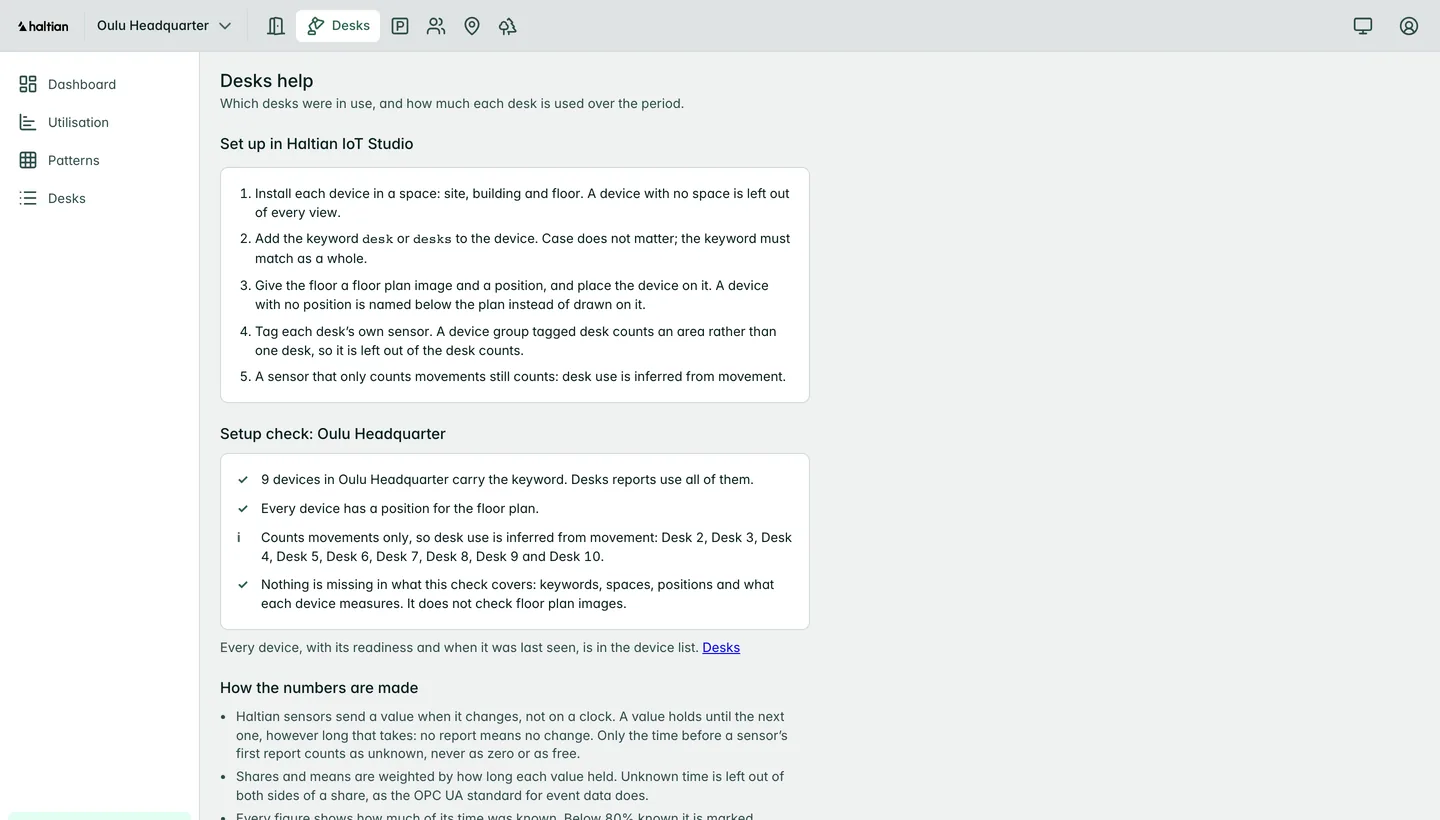 haltian
Oulu Headquarter
Desks
Dashboard
Utilisation
Patterns
Desks
Desks help
Which desks were in use, and how much each desk is used over the period.
Set up in Haltian IoT Studio
1. Install each device in a space: site, building and floor. A device with no space is left out
of every view.
2. Add the keyword desk or desks to the device. Case does not matter; the keyword must
match as a whole.
3. Give the floor a floor plan image and a position, and place the device on it. A device
with no position is named below the plan instead of drawn on it.
4. Tag each desk’s own sensor. A device group tagged desk counts an area rather than
one desk, so it is left out of the desk counts.
5. A sensor that only counts movements still counts: desk use is inferred from movement.
Setup check: Oulu Headquarter
9 devices in Oulu Headquarter carry the keyword. Desks reports use all of them.
Every device has a position for the floor plan.
i Counts movements only, so desk use is inferred from movement: Desk 2, Desk 3, Desk
4, Desk 5, Desk 6, Desk 7, Desk 8, Desk 9 and Desk 10.
Nothing is missing in what this check covers: keywords, spaces, positions and what
each device measures. It does not check floor plan images.
Every device, with its readiness and when it was last seen, is in the device list. Desks
How the numbers are made
• Haltian sensors send a value when it changes, not on a clock. A value holds until the next
one, however long that takes: no report means no change. Only the time before a sensor’s
first report counts as unknown, never as zero or as free.
• Shares and means are weighted by how long each value held. Unknown time is left out of
both sides of a share, as the OPC UA standard for event data does.
• Every figure shows how much of its time was known. Below 80% known it is marked